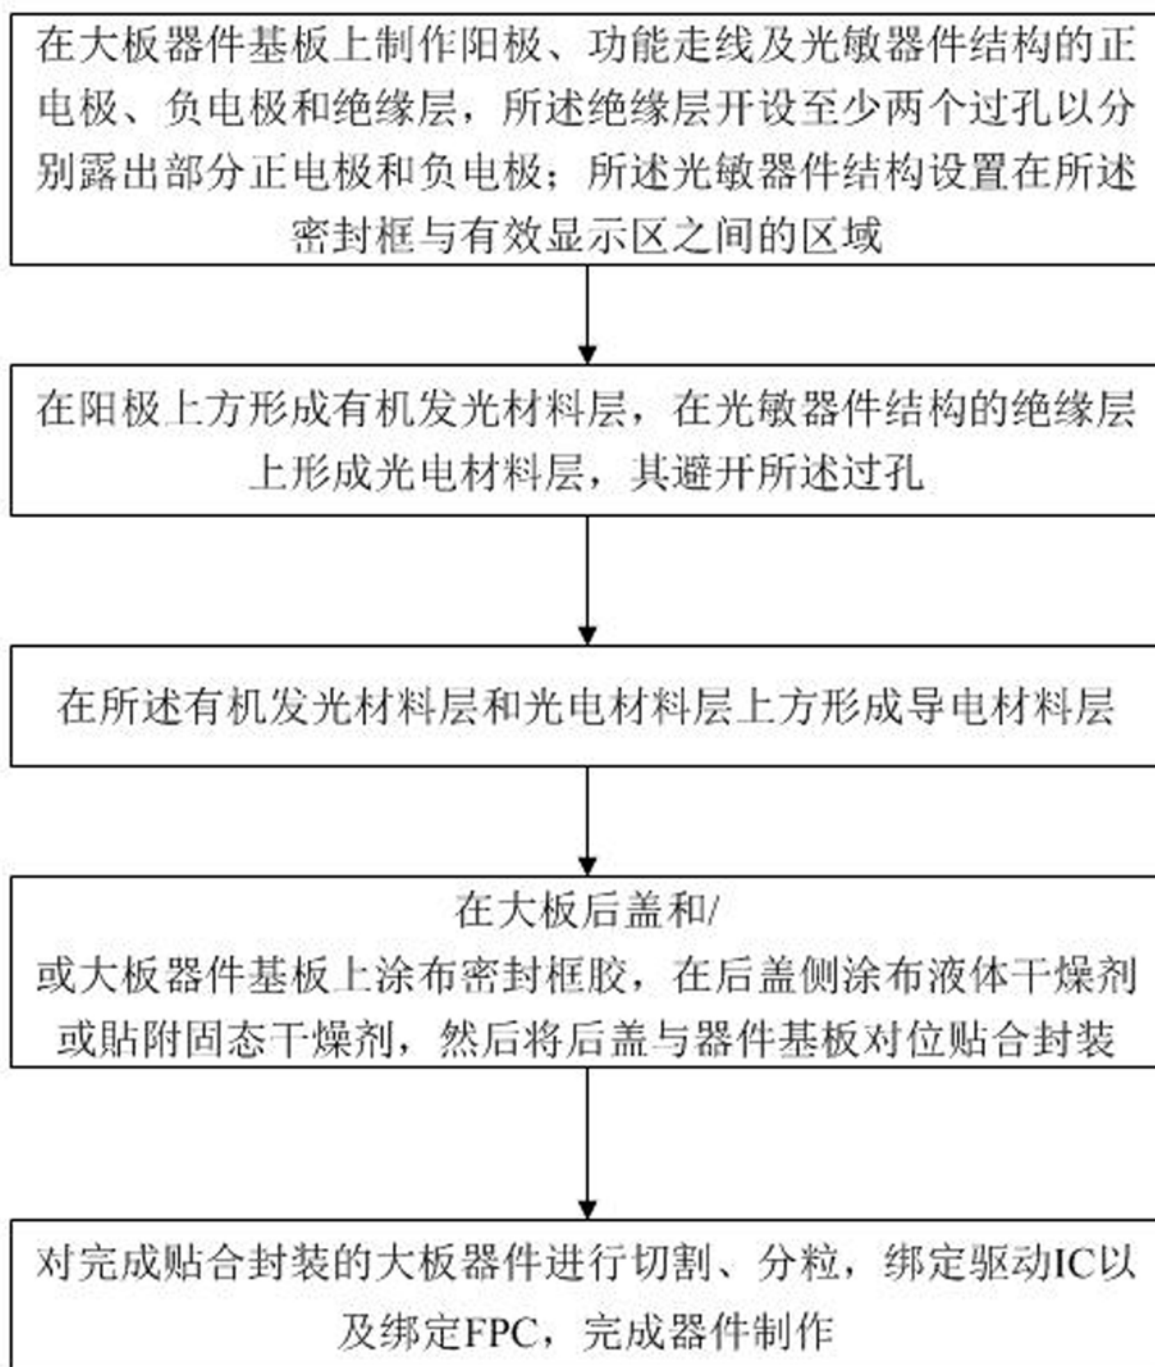 在大板器件基板上制作阳极、功能走线及光敏器件结构的正
电极、负电极和绝缘层，所述绝缘层开设至少两个过孔以分
别露出部分正电极和负电极；所述光敏器件结构设置在所述
密封框与有效显示区之间的区域
在阳极上方形成有机发光材料层，在光敏器件结构的绝缘层
上形成光电材料层，其避开所述过孔
在所述有机发光材料层和光电材料层上方形成导电材料层
在大板后盖和/
或大板器件基板上涂布密封框胶，在后盖侧涂布液体干燥剂
或貼附固态干燥剂，然后将后盖与器件基板对位贴合封装
对完成贴合封装的大板器件进行切割、分粒，绑定驱动IC以
及绑定FPC，完成器件制作